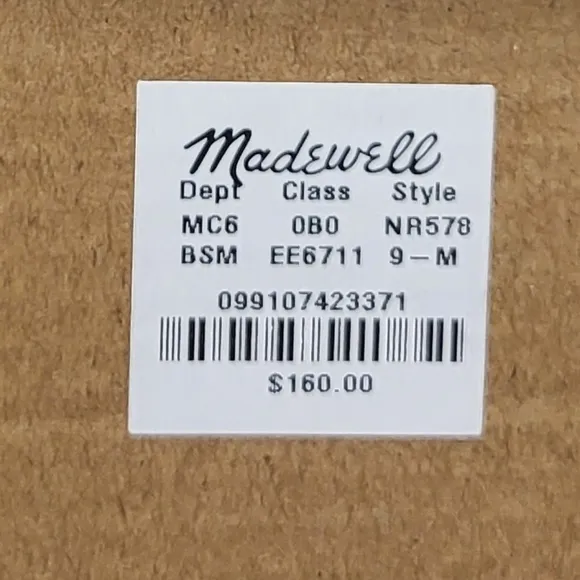 Madewell
Dept Class Style
MC6 0B0 NR578
BSM EE6711 9-M
099107423371
$160.00